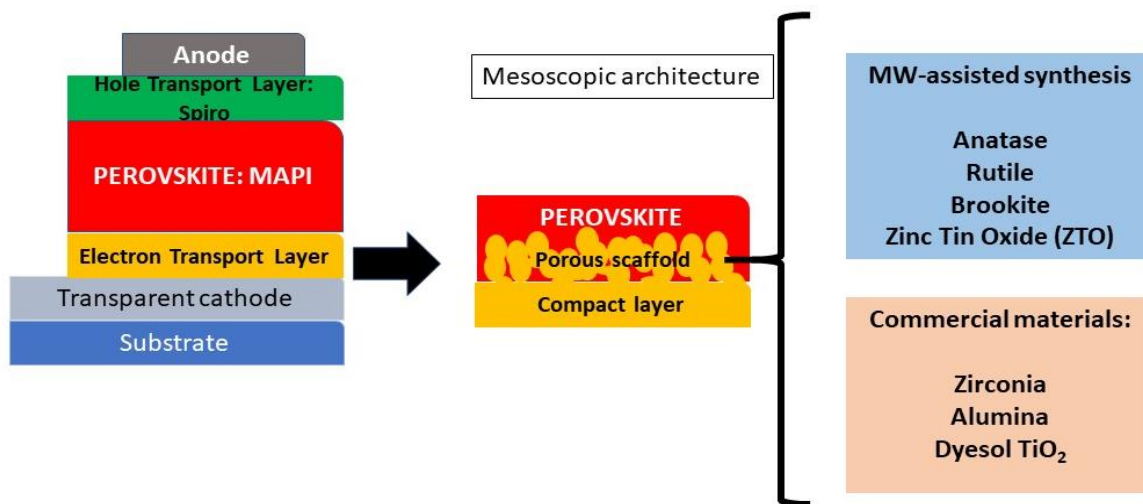 Anode
Hole Transport Layer:
Spiro
PEROVSKITE: MAPI
Electron Transport Layer
Transparent cathode
Substrate
Mesoscopic architecture
PEROVSKITE
Porous scaffold
Compact layer
MW-assisted synthesis
Anatase
Rutile
Brookite
Zinc Tin Oxide (ZTO)
Commercial materials:
Zirconia
Alumina
Dyesol TiO₂